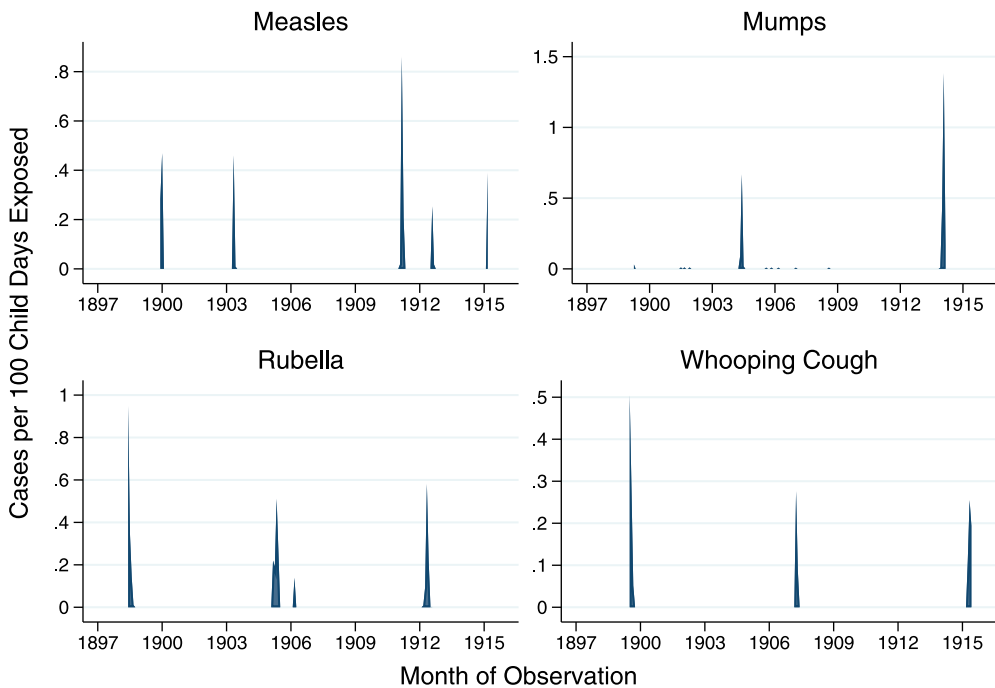 Measles
.8
.6
.4
.2
0
1897 1900 1903 1906 1909 1912 1915
Mumps
1.5
1
.5
0
1897 1900 1903 1906 1909 1912 1915
Rubella
1
.8
.6
.4
.2
0
1897 1900 1903 1906 1909 1912 1915
Whooping Cough
.5
.4
.3
.2
.1
0
1897 1900 1903 1906 1909 1912 1915
Cases per 100 Child Days Exposed
Month of Observation